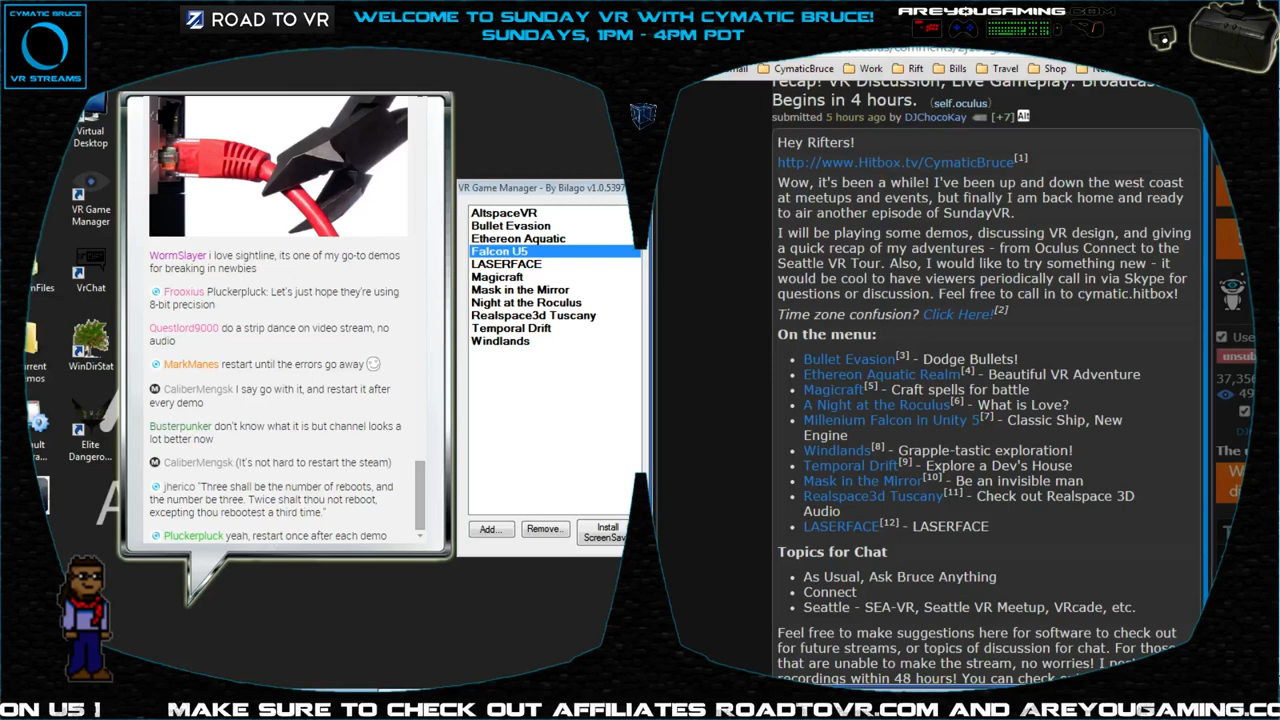 CYMATIC BRUCE
VR STREAMS
ROAD TO VR
WELCOME TO SUNDAY VR WITH CYMATIC BRUCE!
SUNDAYS, 1PM - 4PM PDT
AREYOUGAMING.COM
Virtual
Desktop
VR Game
Manager
VrChat
WinDirStat
Elite
Dangero...
WormSlayer i love sightline, its one of my go-to demos
for breaking in newbies
Frooxius Pluckerpluck: Let's just hope they're using
8-bit precision
Questlord9000 do a strip dance on video stream, no
audio
MarkManes restart until the errors go away
CaliberMengsk I say go with it, and restart it after
every demo
Busterpunker don't know what it is but channel looks a
lot better now
CaliberMengsk (It's not hard to restart the steam)
jherico "Three shall be the number of reboots, and
the number be three. Twice shalt thou not reboot,
excepting thou rebootest a third time."
Pluckerpluck yeah, restart once after each demo
VR Game Manager - By Bilago v1.0.5397
AltspaceVR
Bullet Evasion
Ethereon Aquatic
Falcon U5
LASERFACE
Magicraft
Mask in the Mirror
Night at the Roculus
Realspace3d Tuscany
Temporal Drift
Windlands
Add...
Remove..
Install
ScreenSav
CymaticBruce
Work
Rift
Bills
Travel
Shop
recap! VR Discussion, Live Gameplay. Broadcast
Begins in 4 hours. (self.oculus)
submitted 5 hours ago by DJChocoKay [+7] Alt
Hey Rifters!
http://www.Hitbox.tv/CymaticBruce[1]
Wow, it's been a while! I've been up and down the west coast
at meetups and events, but finally I am back home and ready
to air another episode of SundayVR.
I will be playing some demos, discussing VR design, and giving
a quick recap of my adventures - from Oculus Connect to the
Seattle VR Tour. Also, I would like to try something new - it
would be cool to have viewers periodically call in via Skype for
questions or discussion. Feel free to call in to cymatic.hitbox!
Time zone confusion? Click Here![2]
On the menu:
Bullet Evasion[3] - Dodge Bullets!
Ethereon Aquatic Realm[4] - Beautiful VR Adventure
Magicraft[5] - Craft spells for battle
A Night at the Roculus[6] - What is Love?
Millenium Falcon in Unity 5[7] - Classic Ship, New
Engine
Windlands[8] - Grapple-tastic exploration!
Temporal Drift[9] - Explore a Dev's House
Mask in the Mirror[10] - Be an invisible man
Realspace3d Tuscany[11] - Check out Realspace 3D
Audio
LASERFACE[12] - LASERFACE
Topics for Chat
As Usual, Ask Bruce Anything
Connect
Seattle - SEA-VR, Seattle VR Meetup, VRcade, etc.
Feel free to make suggestions here for software to check out
for future streams, or topics of discussion for chat. For those
that are unable to make the stream, no worries! I
recordings within 48 hours! You can check
Use
unsub
37,356
ON U5 ]
MAKE SURE TO CHECK OUT AFFILIATES ROADTOVR.COM AND AREYOUGAMING.